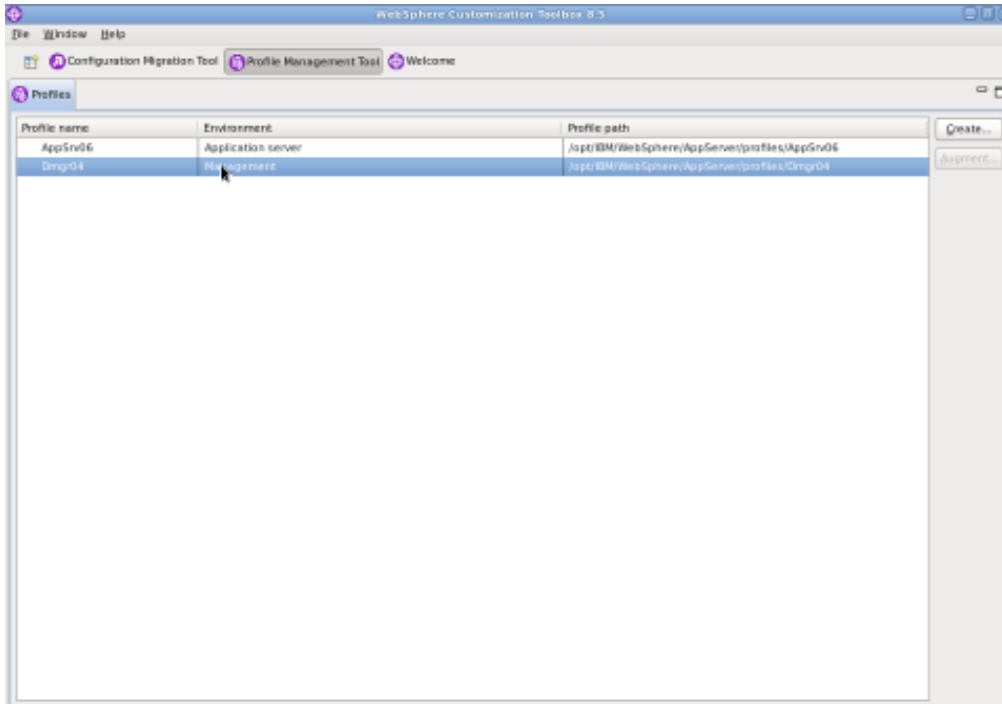 WebSphere Customization Toolbox 8.5
File Window Help
Configuration Migration Tool Profile Management Tool Welcome
Profiles
Profile name Environment Profile path
AppSrv06 Application server /opt/IBM/WebSphere/AppServer/profiles/AppSrv06
Dmgr04 Management /opt/IBM/WebSphere/AppServer/profiles/Dmgr04
Create...
Augment...